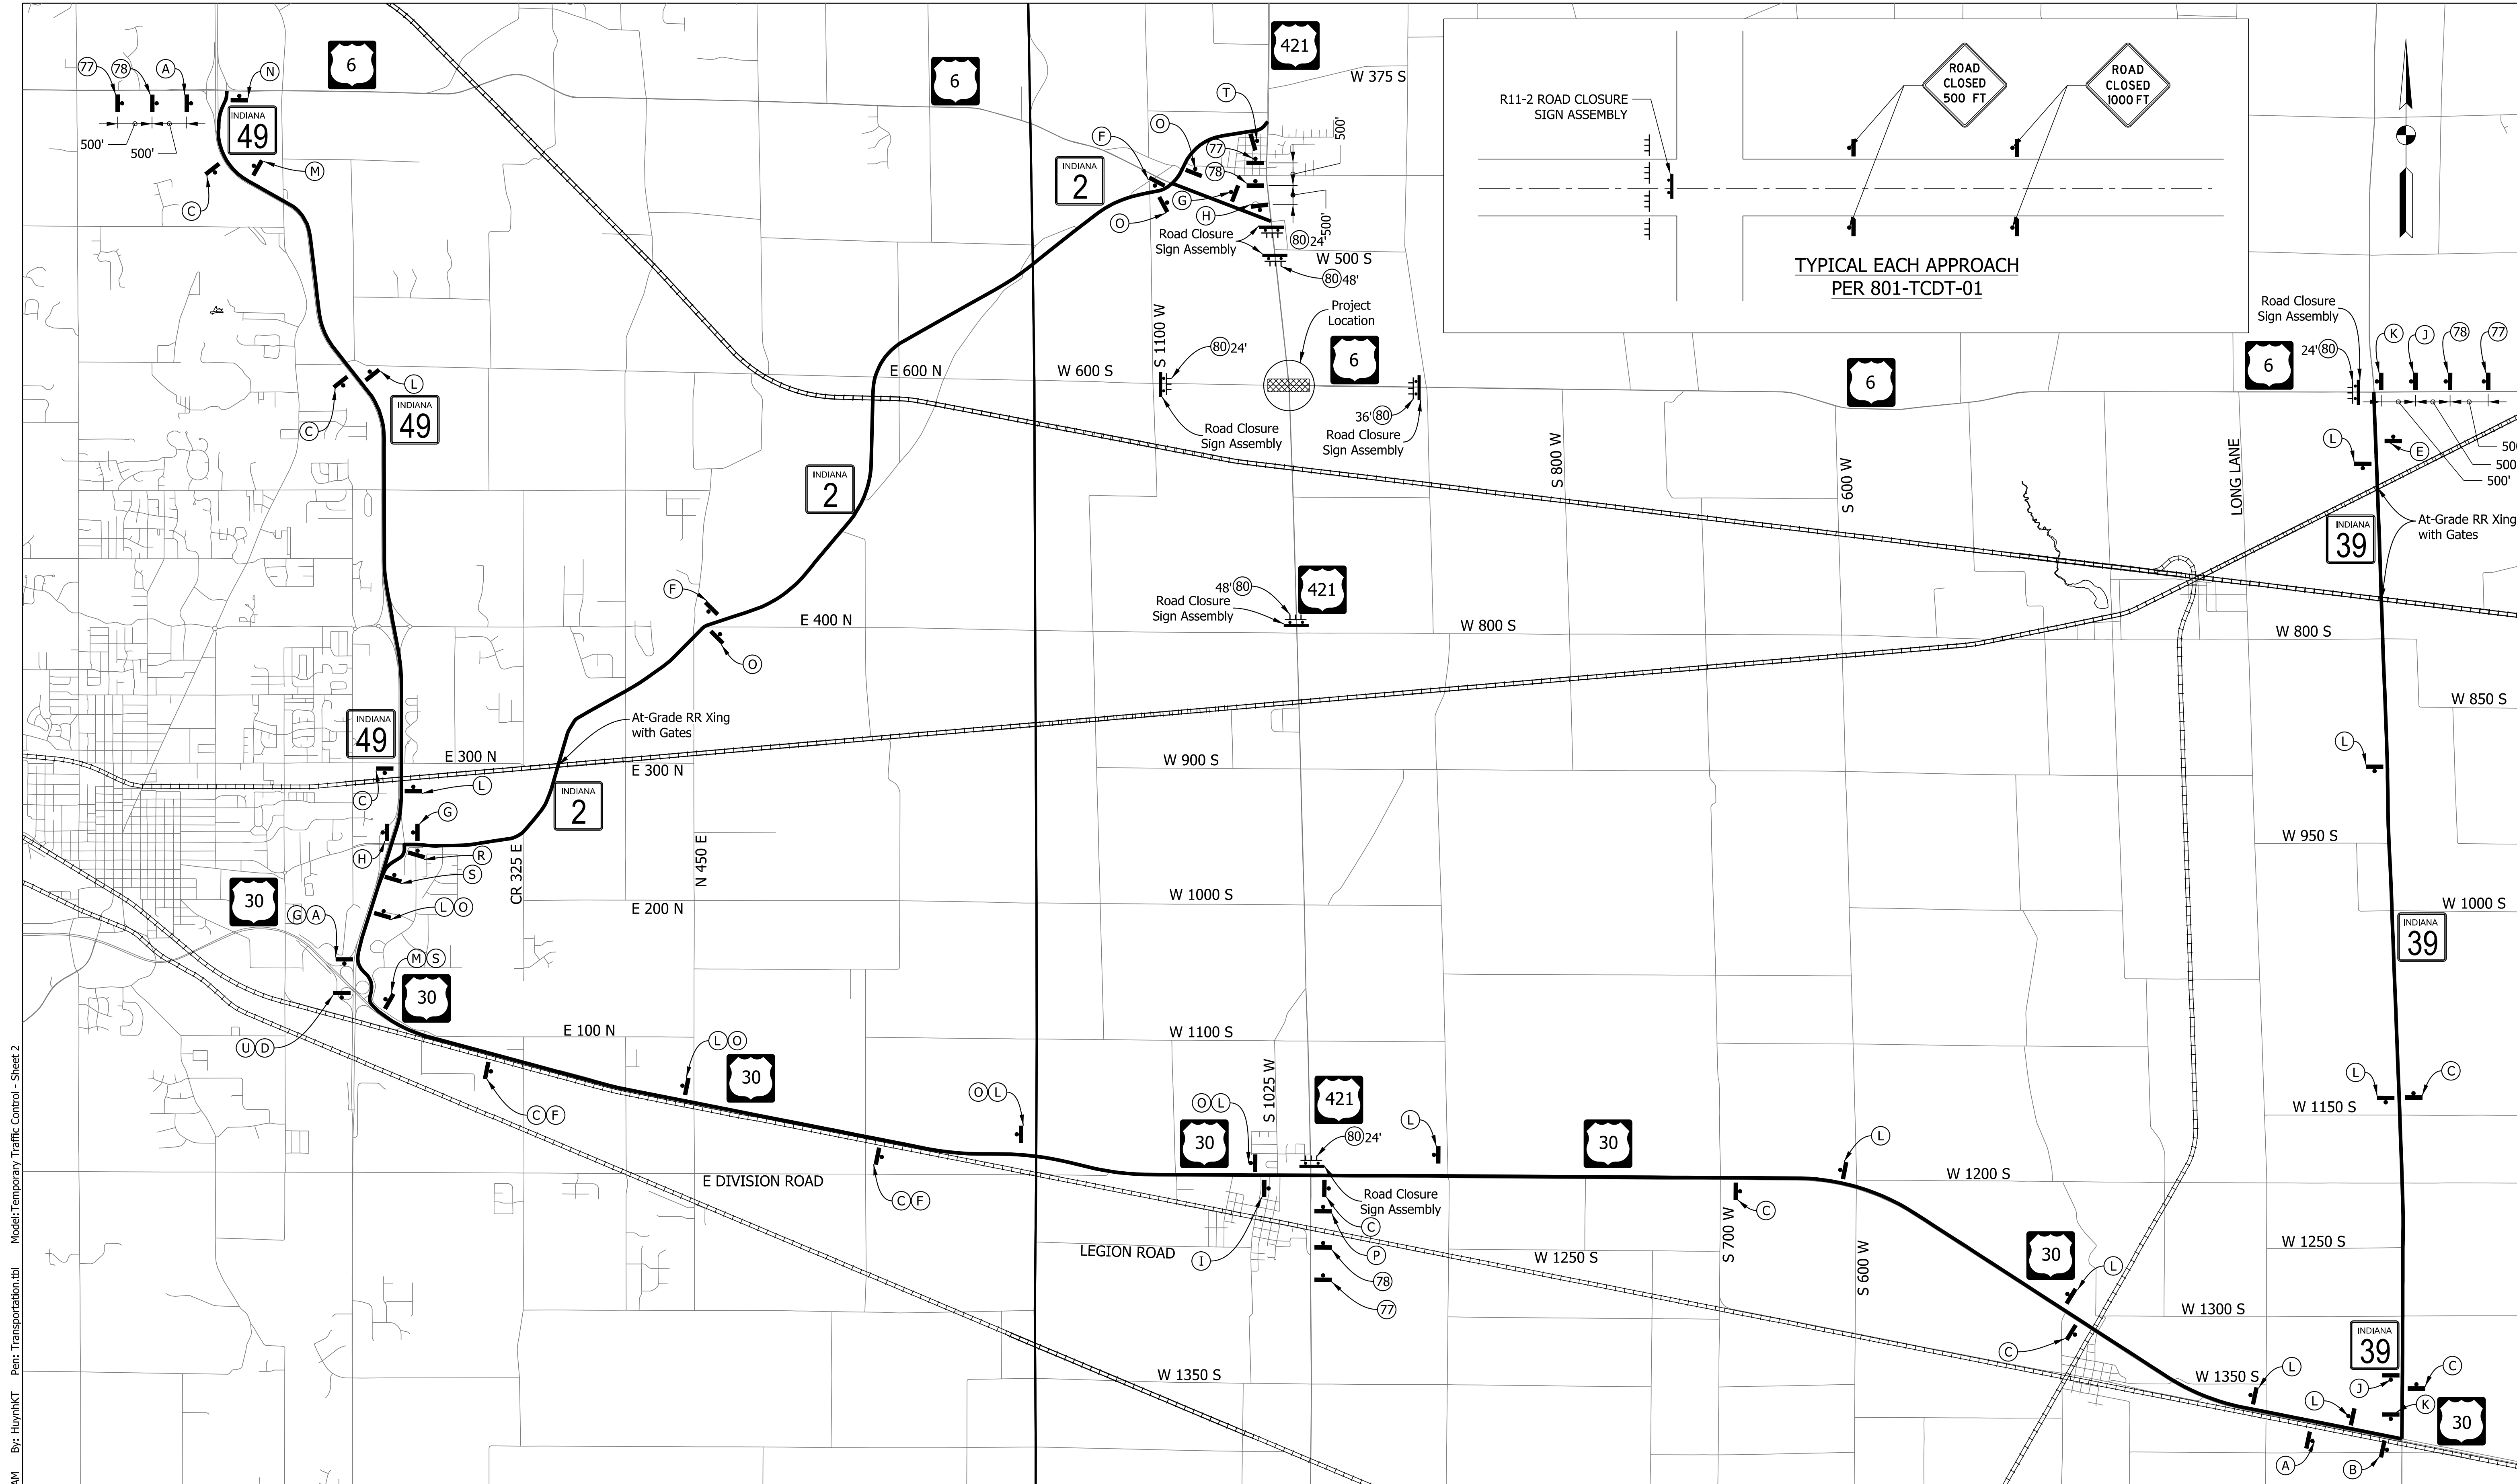 77
78
A
N
6
INDIANA
49
500'
500'
M
C
6
421
W 375 S
T
O
F
77
78
500'
INDIANA
2
G
H
O
500'
Road Closure
Sign Assembly
80 24'
W 500 S
80 48'
R11-2 ROAD CLOSURE
SIGN ASSEMBLY
ROAD
CLOSED
500 FT
ROAD
CLOSED
1000 FT
TYPICAL EACH APPROACH
PER 801-TCDT-01
L
C
INDIANA
49
E 600 N
W 600 S
S 1100 W
80 24'
Road Closure
Sign Assembly
Project
Location
6
36' 80
Road Closure
Sign Assembly
6
S 800 W
S 600 W
LONG LANE
6
Road Closure
Sign Assembly
24' 80
K
J
78
77
L
E
500
500
500'
At-Grade RR Xing
with Gates
INDIANA
39
INDIANA
2
F
O
E 400 N
48' 80
Road Closure
Sign Assembly
421
W 800 S
W 800 S
W 850 S
At-Grade RR Xing
with Gates
INDIANA
49
E 300 N
E 300 N
W 900 S
L
C
L
G
H
R
S
INDIANA
2
CR 325 E
N 450 E
W 950 S
30
G A
L O
E 200 N
W 1000 S
W 1000 S
INDIANA
39
M S
30
U D
E 100 N
W 1100 S
C F
L O
30
O L
O L
30
S 1025 W
421
80 24'
L
30
L
L
C
W 1150 S
E DIVISION ROAD
C F
W 1200 S
Road Closure
Sign Assembly
C
P
I
78
77
LEGION ROAD
W 1250 S
S 700 W
C
S 600 W
30
L
C
W 1250 S
W 1300 S
INDIANA
39
W 1350 S
W 1350 S
L
J
C
L
K
30
A
B
AM By: HuynhKT Pen: Transportation.tbl Model: Temporary Traffic Control - Sheet 2